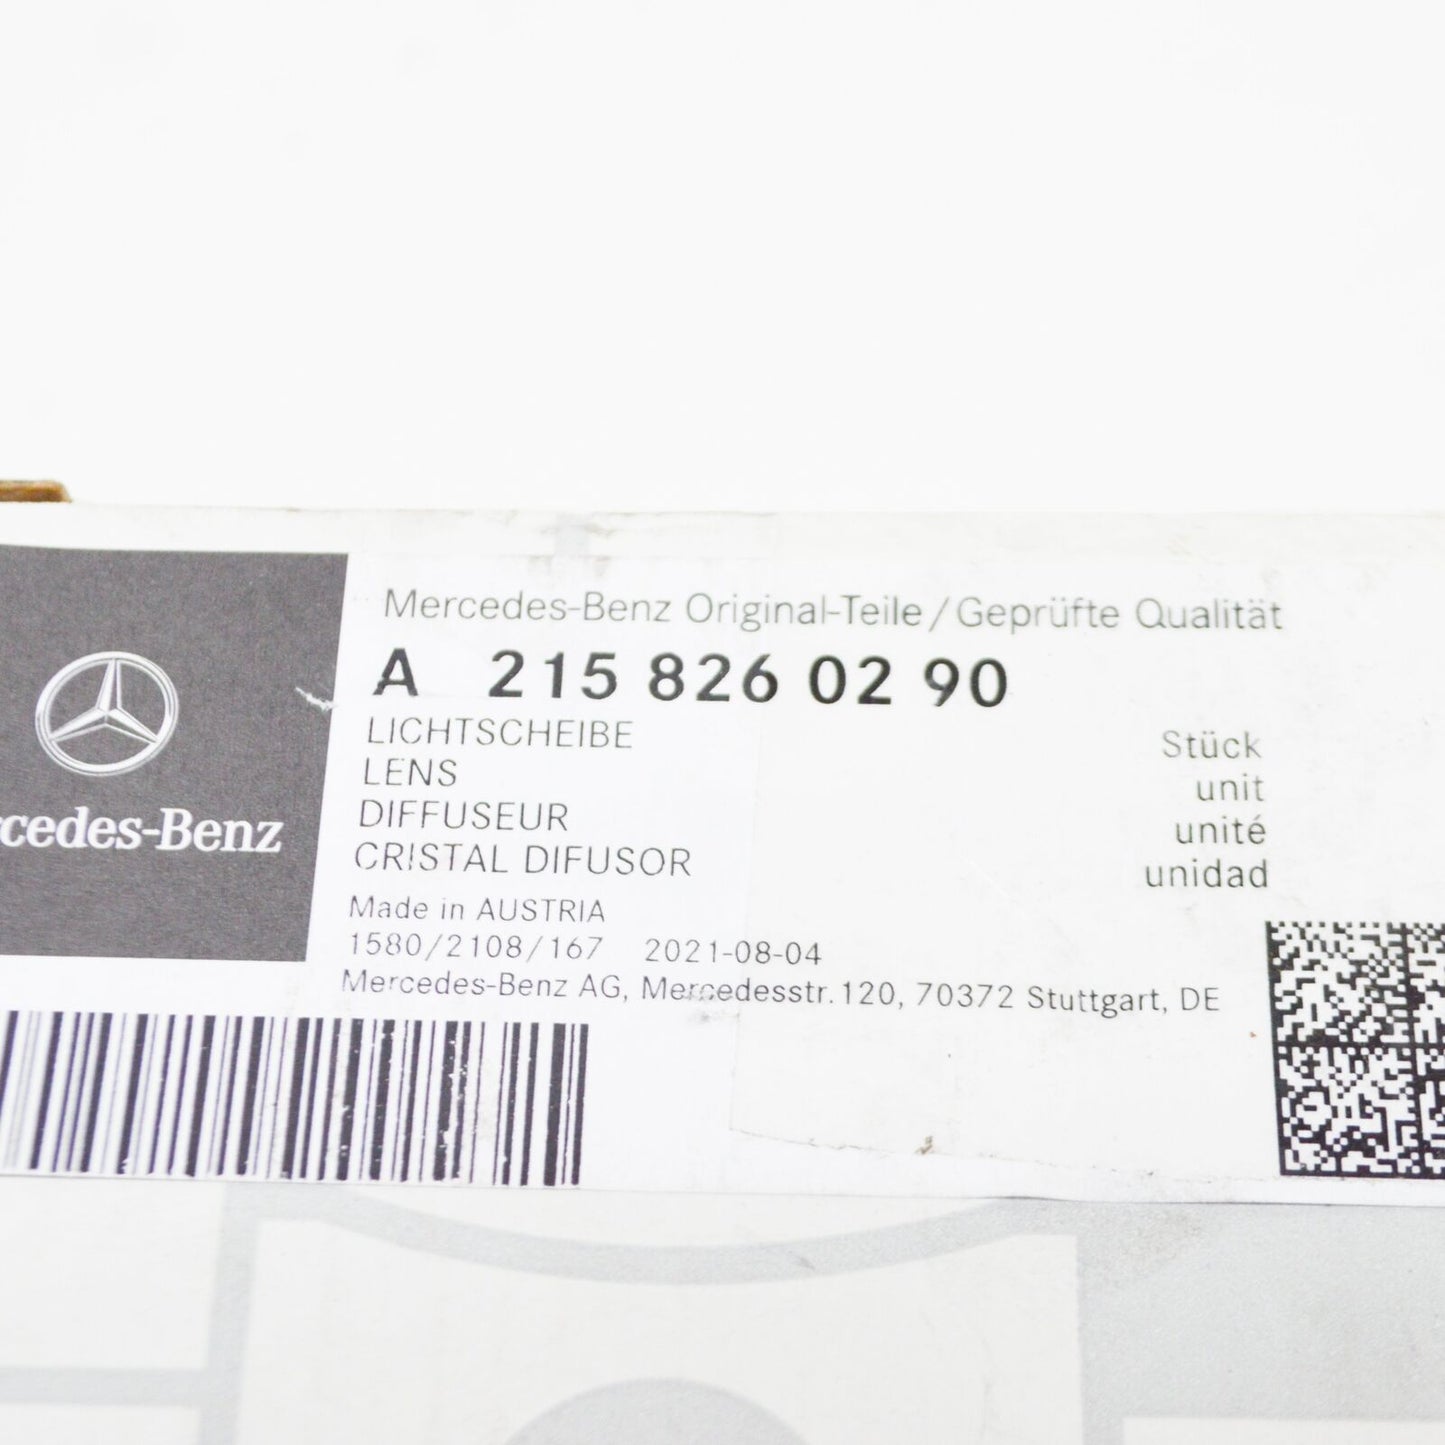 Mercedes-Benz Original-Teile/Geprüfte Qualität
A 215 826 02 90
LICHTSCHEIBE
LENS
DIFFUSEUR
CRISTAL DIFUSOR
Stück
unit
unité
unidad
Made in AUSTRIA
1580/2108/167 2021-08-04
Mercedes-Benz AG, Mercedesstr.120, 70372 Stuttgart, DE
rcedes-Benz